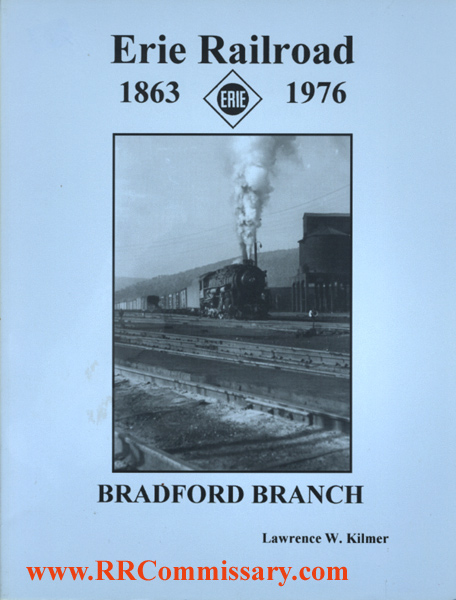 Erie Railroad
1863 ERIE 1976
BRADFORD BRANCH
Lawrence W. Kilmer
www.RRCommissary.com